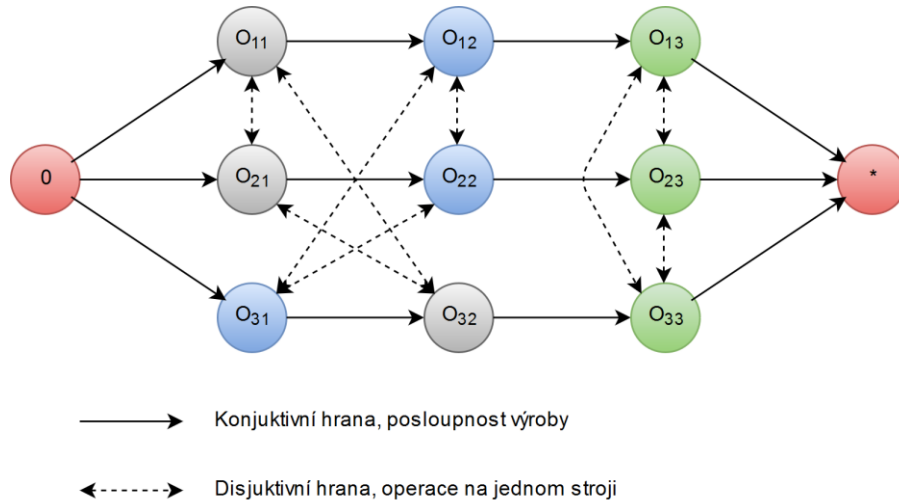 O11 O12 O13
0 O21 O22 O23 *
O31 O32 O33
Konjuktivní hrana, posloupnost výroby
Disjuktivní hrana, operace na jednom stroji